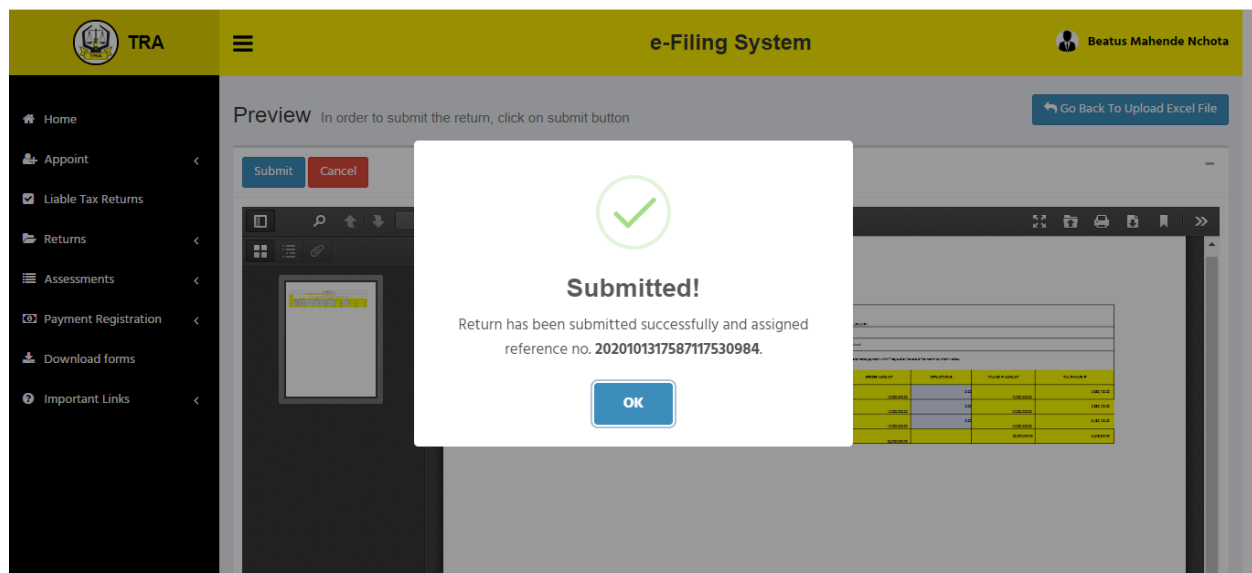 TRA
e-Filing System
Beatus Mahende Nchota
Home
Appoint
Liable Tax Returns
Returns
Assessments
Payment Registration
Download forms
Important Links
Preview In order to submit the return, click on submit button
Go Back To Upload Excel File
Submit
Cancel
Submitted!
Return has been submitted successfully and assigned
reference no. 2020101317587117530984.
OK